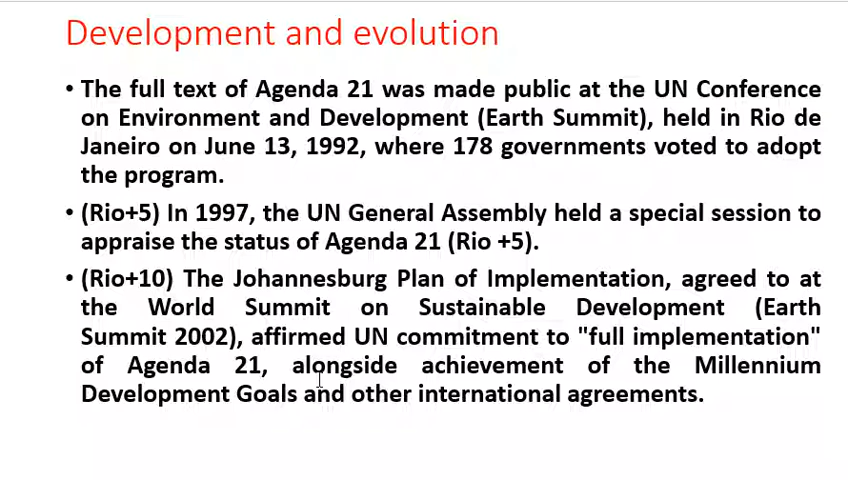 Development and evolution
• The full text of Agenda 21 was made public at the UN Conference
on Environment and Development (Earth Summit), held in Rio de
Janeiro on June 13, 1992, where 178 governments voted to adopt
the program.
• (Rio+5) In 1997, the UN General Assembly held a special session to
appraise the status of Agenda 21 (Rio +5).
• (Rio+10) The Johannesburg Plan of Implementation, agreed to at
the World Summit on Sustainable Development (Earth
Summit 2002), affirmed UN commitment to "full implementation"
of Agenda 21, alongside achievement of the Millennium
Development Goals and other international agreements.